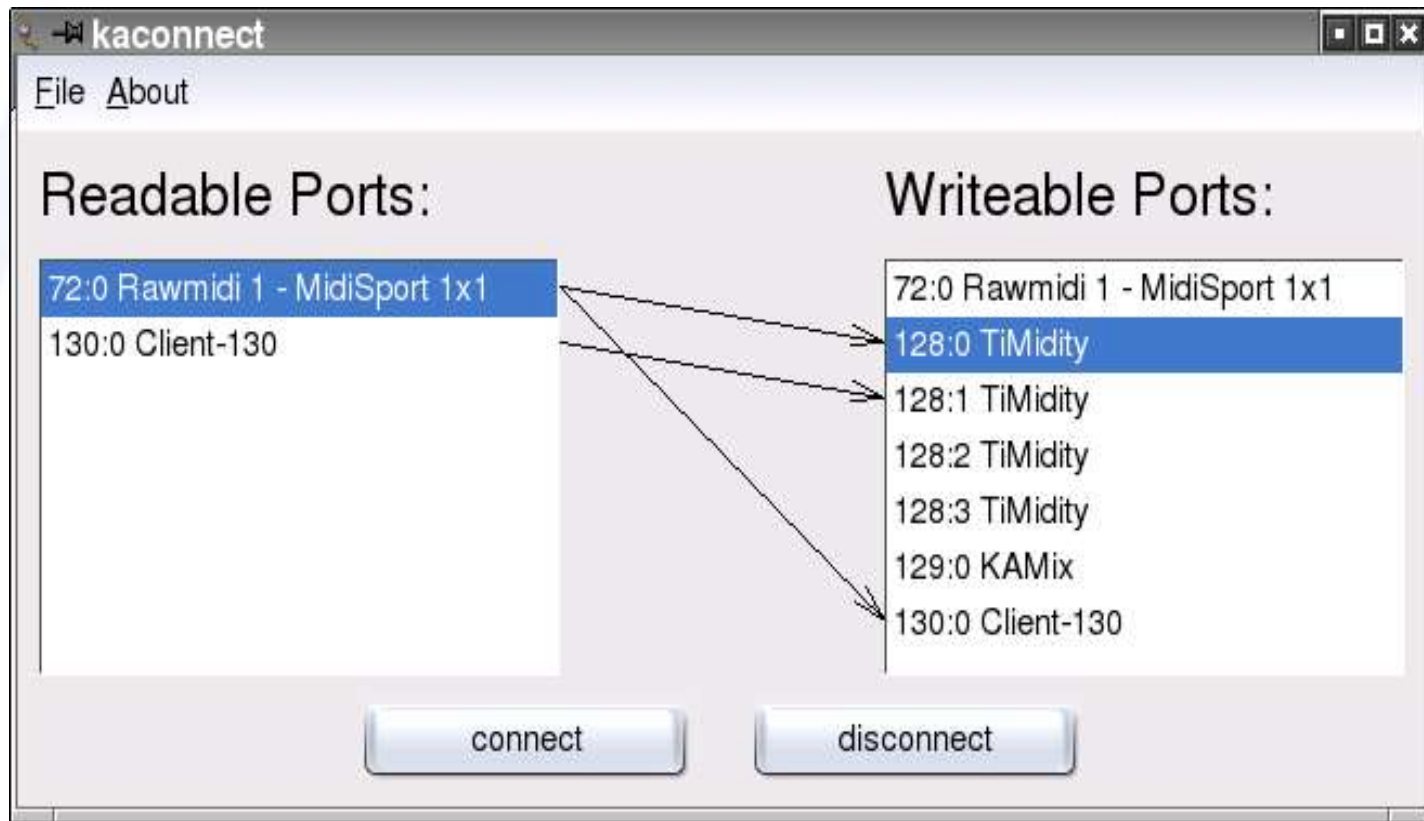 kaconnect
File About
Readable Ports:
Writeable Ports:
72:0 Rawmidi 1 - MidiSport 1x1
130:0 Client-130
72:0 Rawmidi 1 - MidiSport 1x1
128:0 TiMidity
128:1 TiMidity
128:2 TiMidity
128:3 TiMidity
129:0 KAMix
130:0 Client-130
connect
disconnect